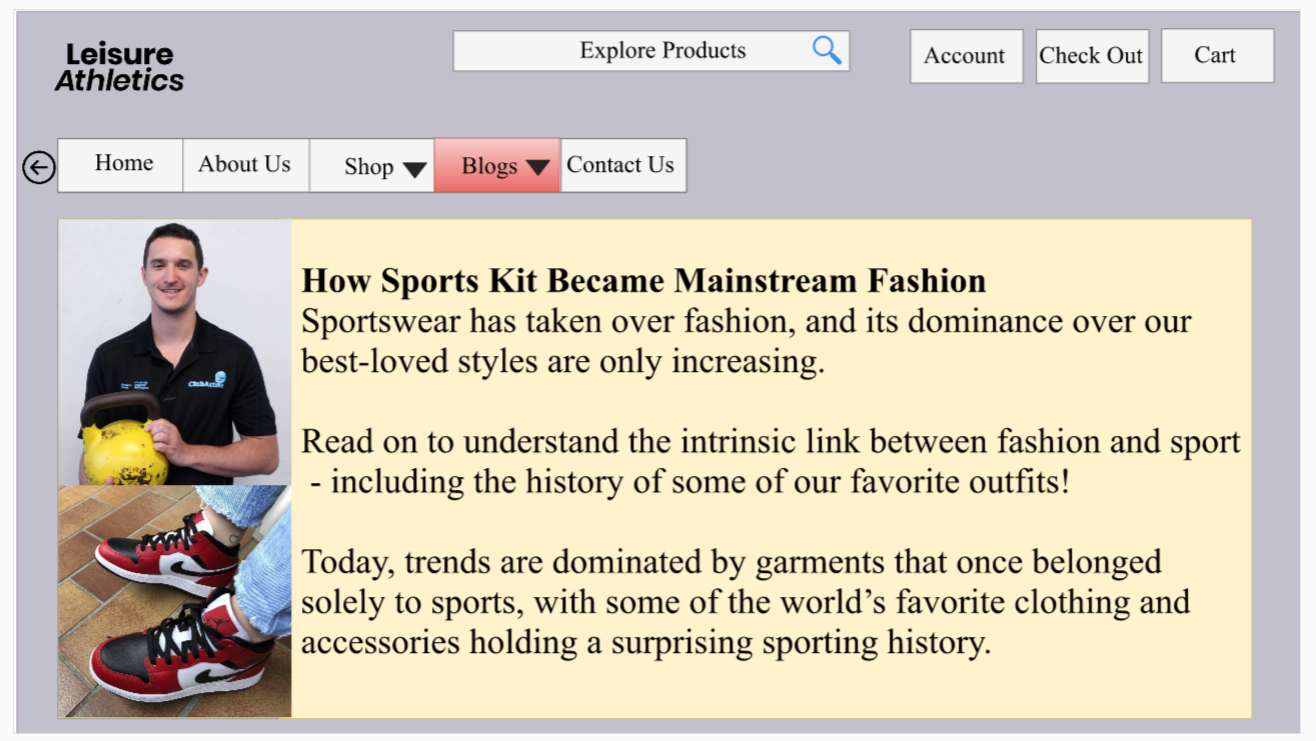 Leisure
Athletics
Explore Products
Account
Check Out
Cart
Home
About Us
Shop
Blogs
Contact Us
How Sports Kit Became Mainstream Fashion
Sportswear has taken over fashion, and its dominance over our
best-loved styles are only increasing.
Read on to understand the intrinsic link between fashion and sport
- including the history of some of our favorite outfits!
Today, trends are dominated by garments that once belonged
solely to sports, with some of the world’s favorite clothing and
accessories holding a surprising sporting history.